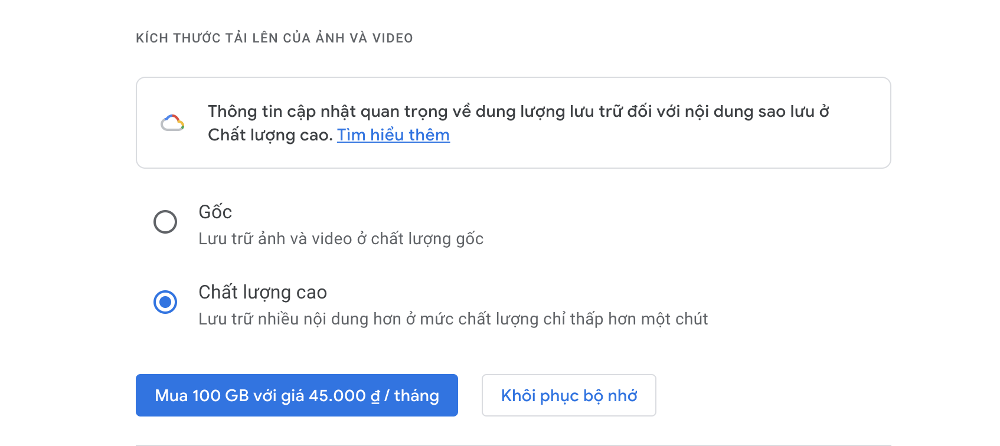 KÍCH THƯỚC TẢI LÊN CỦA ẢNH VÀ VIDEO
Thông tin cập nhật quan trọng về dung lượng lưu trữ đối với nội dung sao lưu ở
Chất lượng cao. Tìm hiểu thêm
Gốc
Lưu trữ ảnh và video ở chất lượng gốc
Chất lượng cao
Lưu trữ nhiều nội dung hơn ở mức chất lượng chỉ thấp hơn một chút
Mua 100 GB với giá 45.000 ₫ / tháng
Khôi phục bộ nhớ